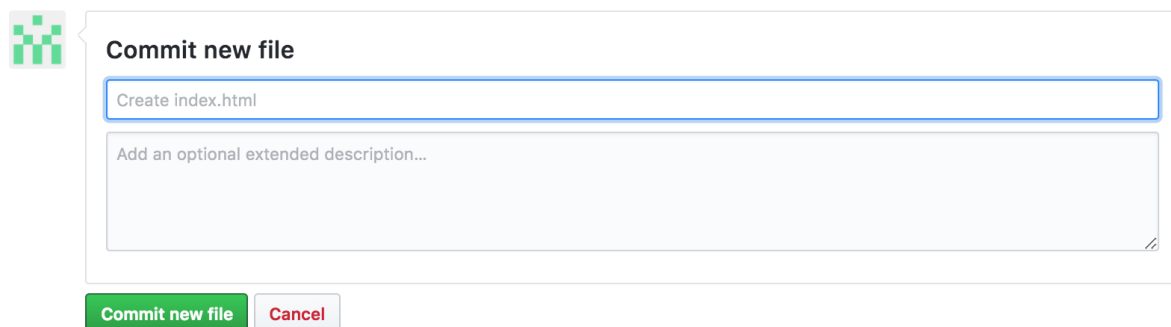 Commit new file
Create index.html
Add an optional extended description...
Commit new file Cancel